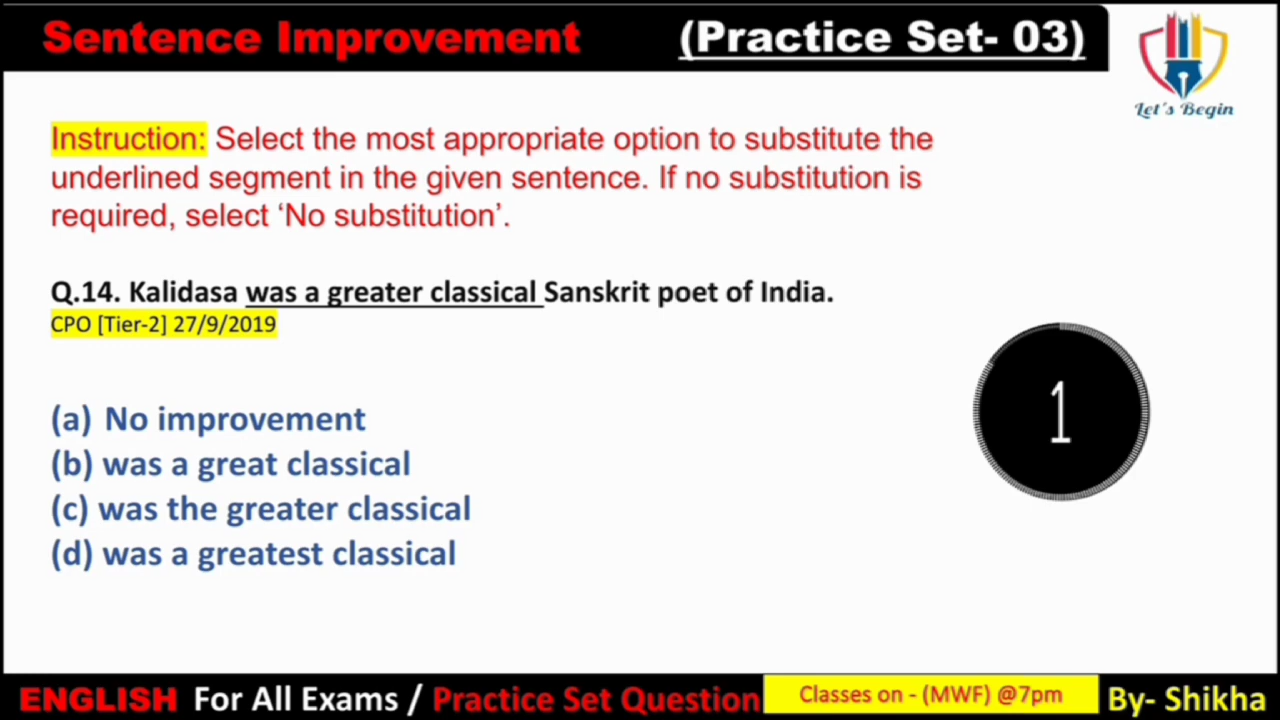 Sentence Improvement (Practice Set- 03)
Let's Begin
Instruction: Select the most appropriate option to substitute the
underlined segment in the given sentence. If no substitution is
required, select ‘No substitution’.
Q.14. Kalidasa was a greater classical Sanskrit poet of India.
CPO [Tier-2] 27/9/2019
1
(a) No improvement
(b) was a great classical
(c) was the greater classical
(d) was a greatest classical
ENGLISH For All Exams / Practice Set Question Classes on - (MWF) @7pm By- Shikha